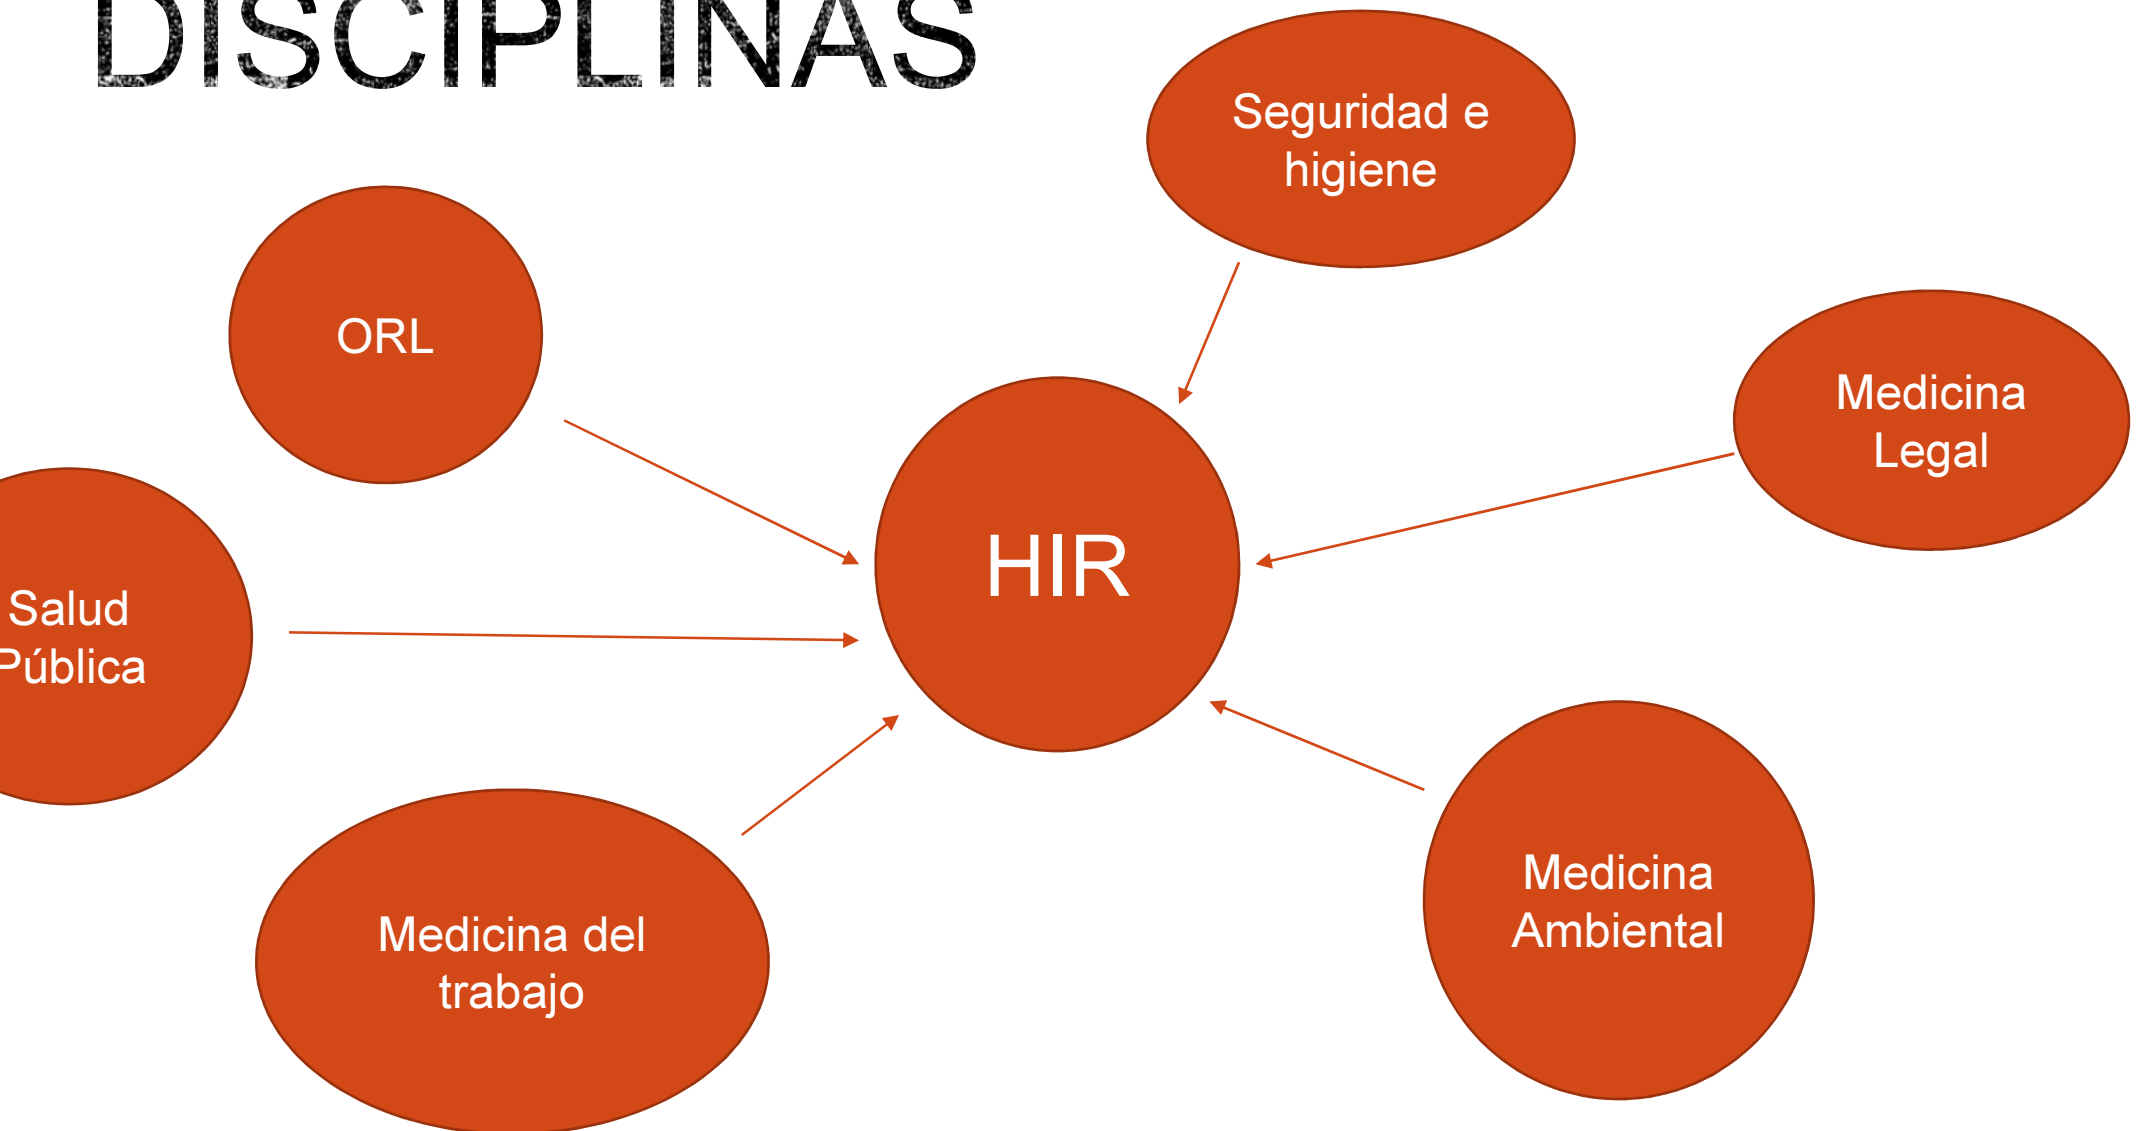 DISCIPLINAS
Seguridad e
higiene
ORL
Medicina
Legal
HIR
Salud
Pública
Medicina
Ambiental
Medicina del
trabajo